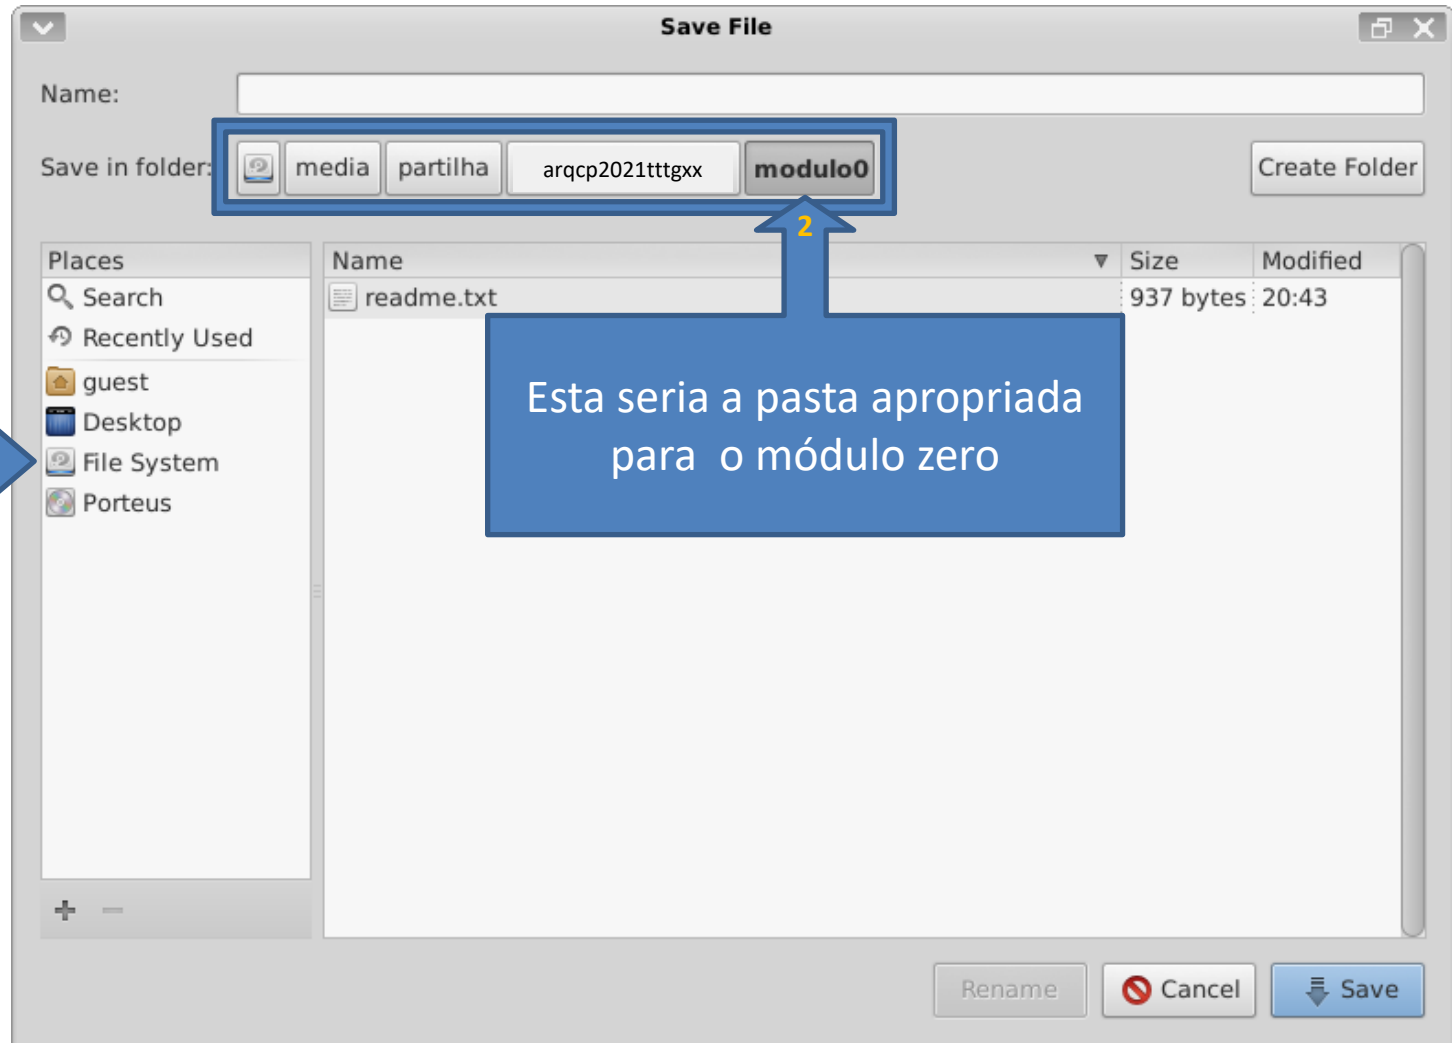 Save File
Name:
Save in folder: media partilha arqcp2021tttgxx modulo0 Create Folder
2
Places Name Size Modified
Search readme.txt 937 bytes 20:43
Recently Used
guest
Desktop
File System
Porteus
Esta seria a pasta apropriada
para o módulo zero
Rename Cancel Save